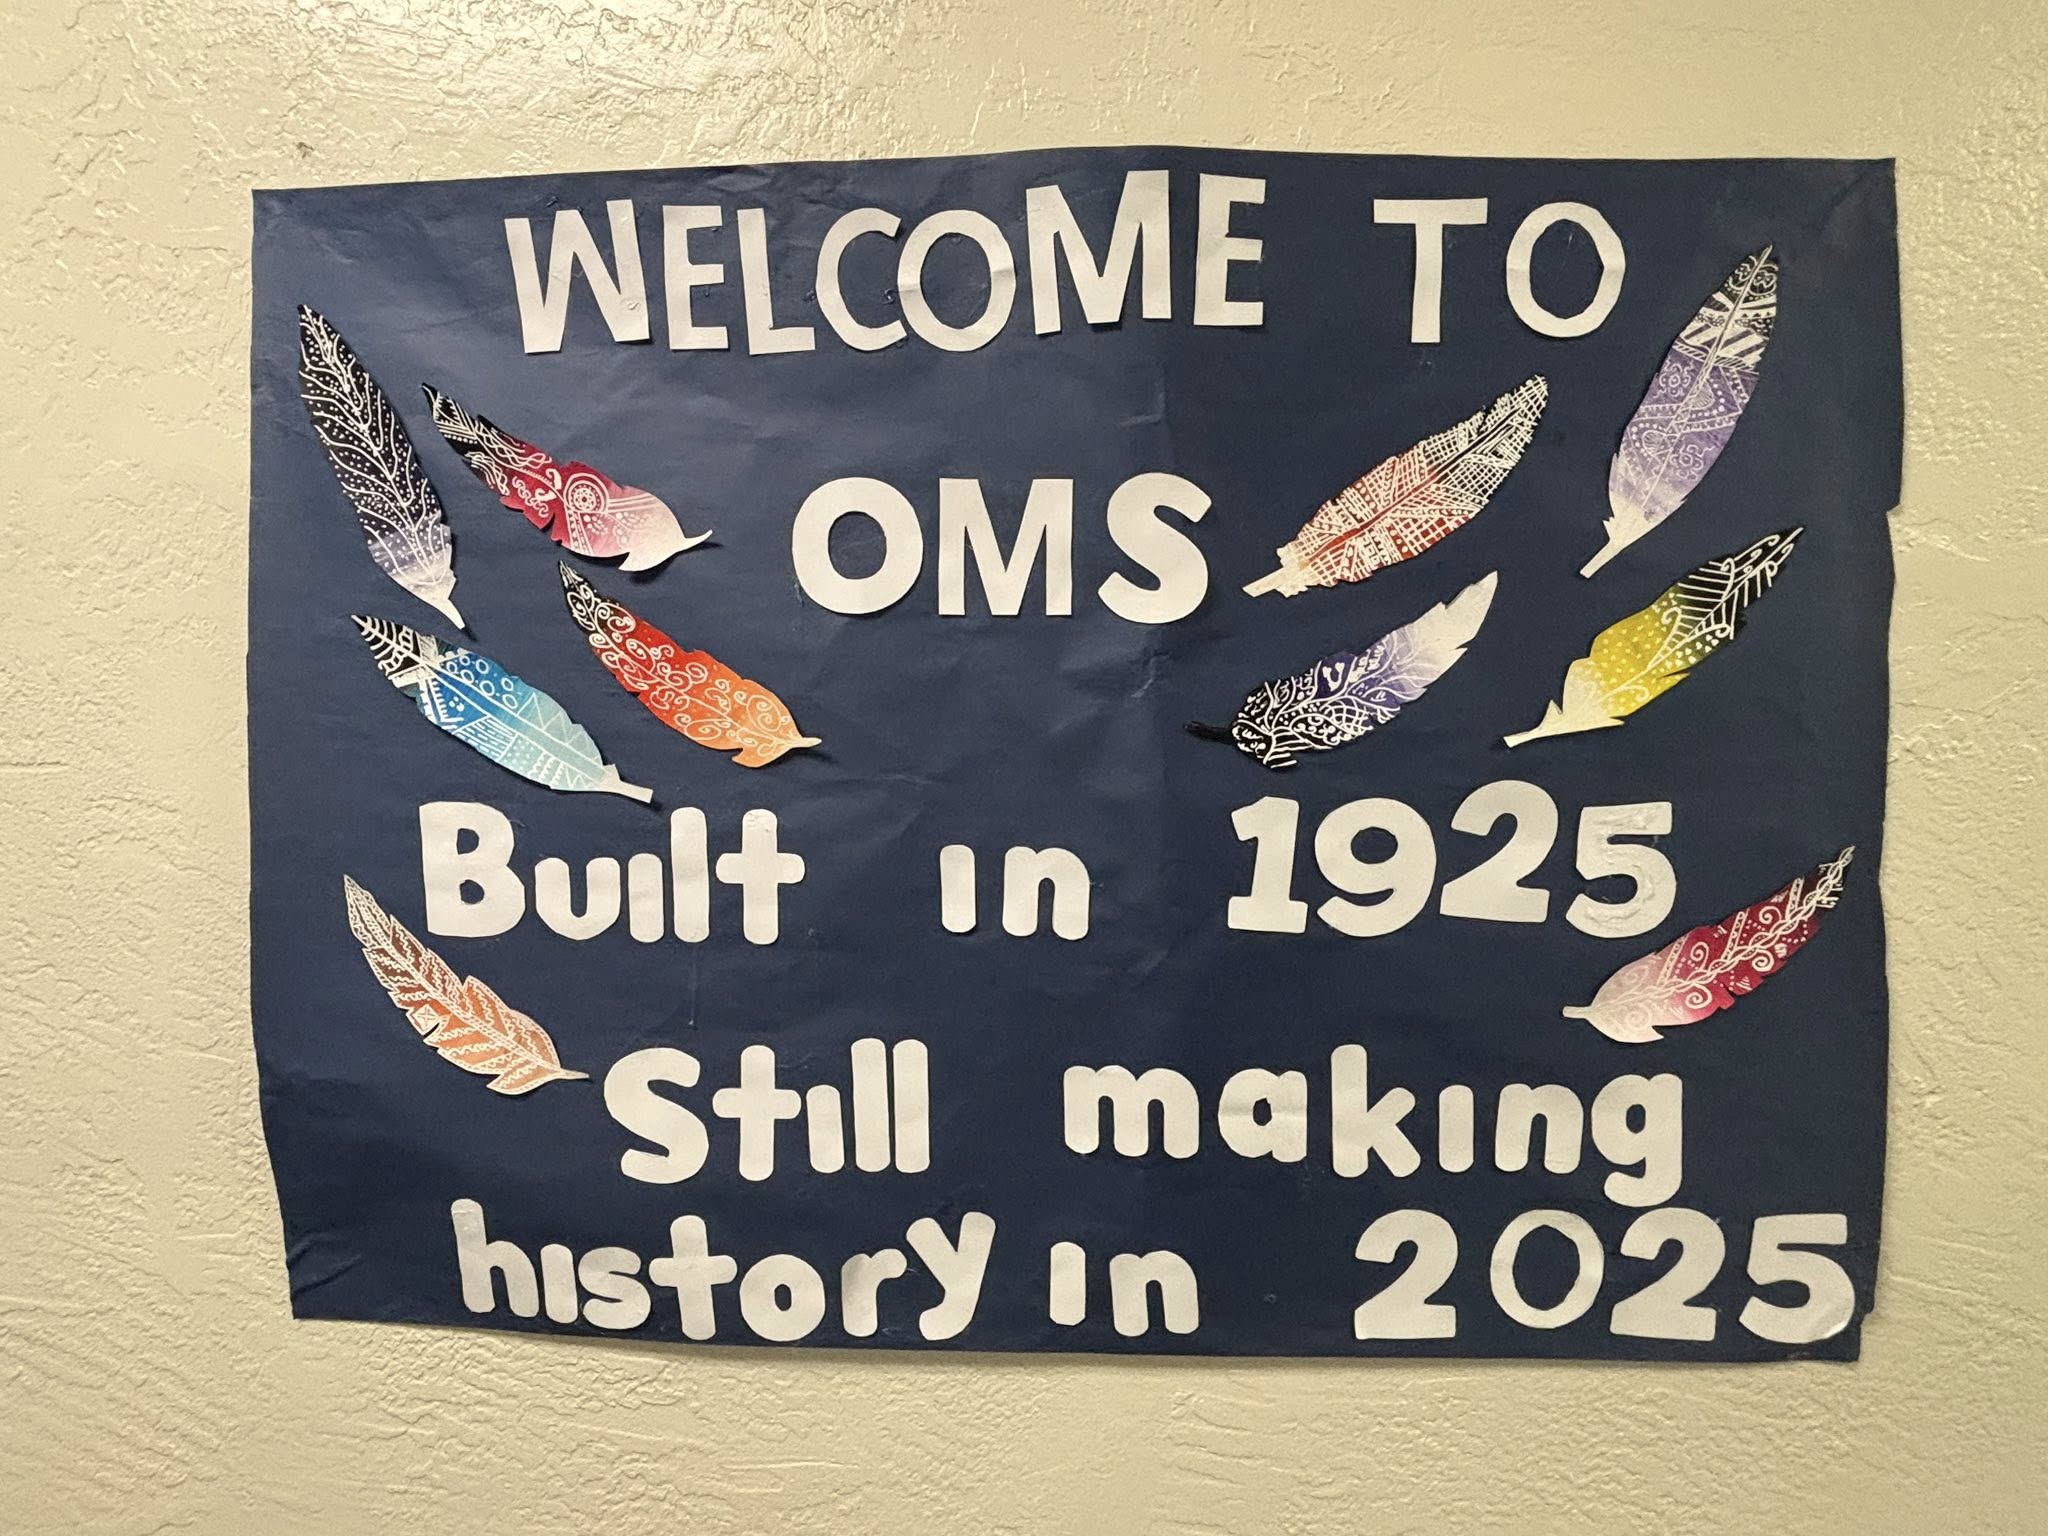 WELCOME TO
OMS
Built in 1925
Still making
history in 2025